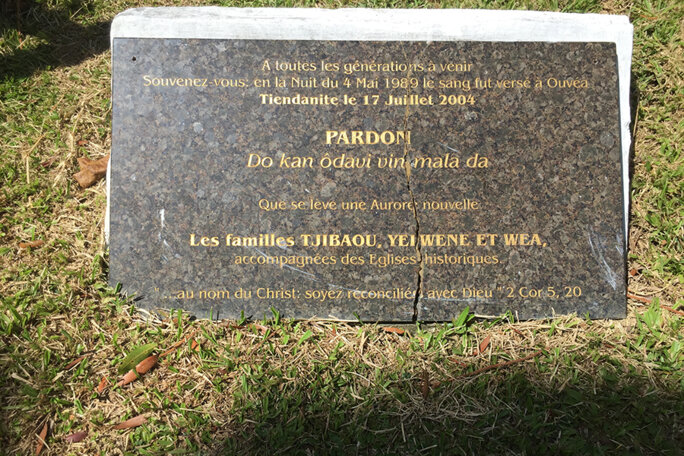 A toutes les générations à venir
Souvenez-vous: en la Nuit du 4 Mai 1989 le sang fut versé à Ouvéa
Tiendanite le 17 Juillet 2004
PARDON
Do kan ôdavi vin mala da
Que se lève une Aurore nouvelle
Les familles TJIBAOU, YEIWENE ET WEA,
accompagnées des Eglises historiques.
"...au nom du Christ: soyez réconciliés avec Dieu" 2 Cor 5, 20